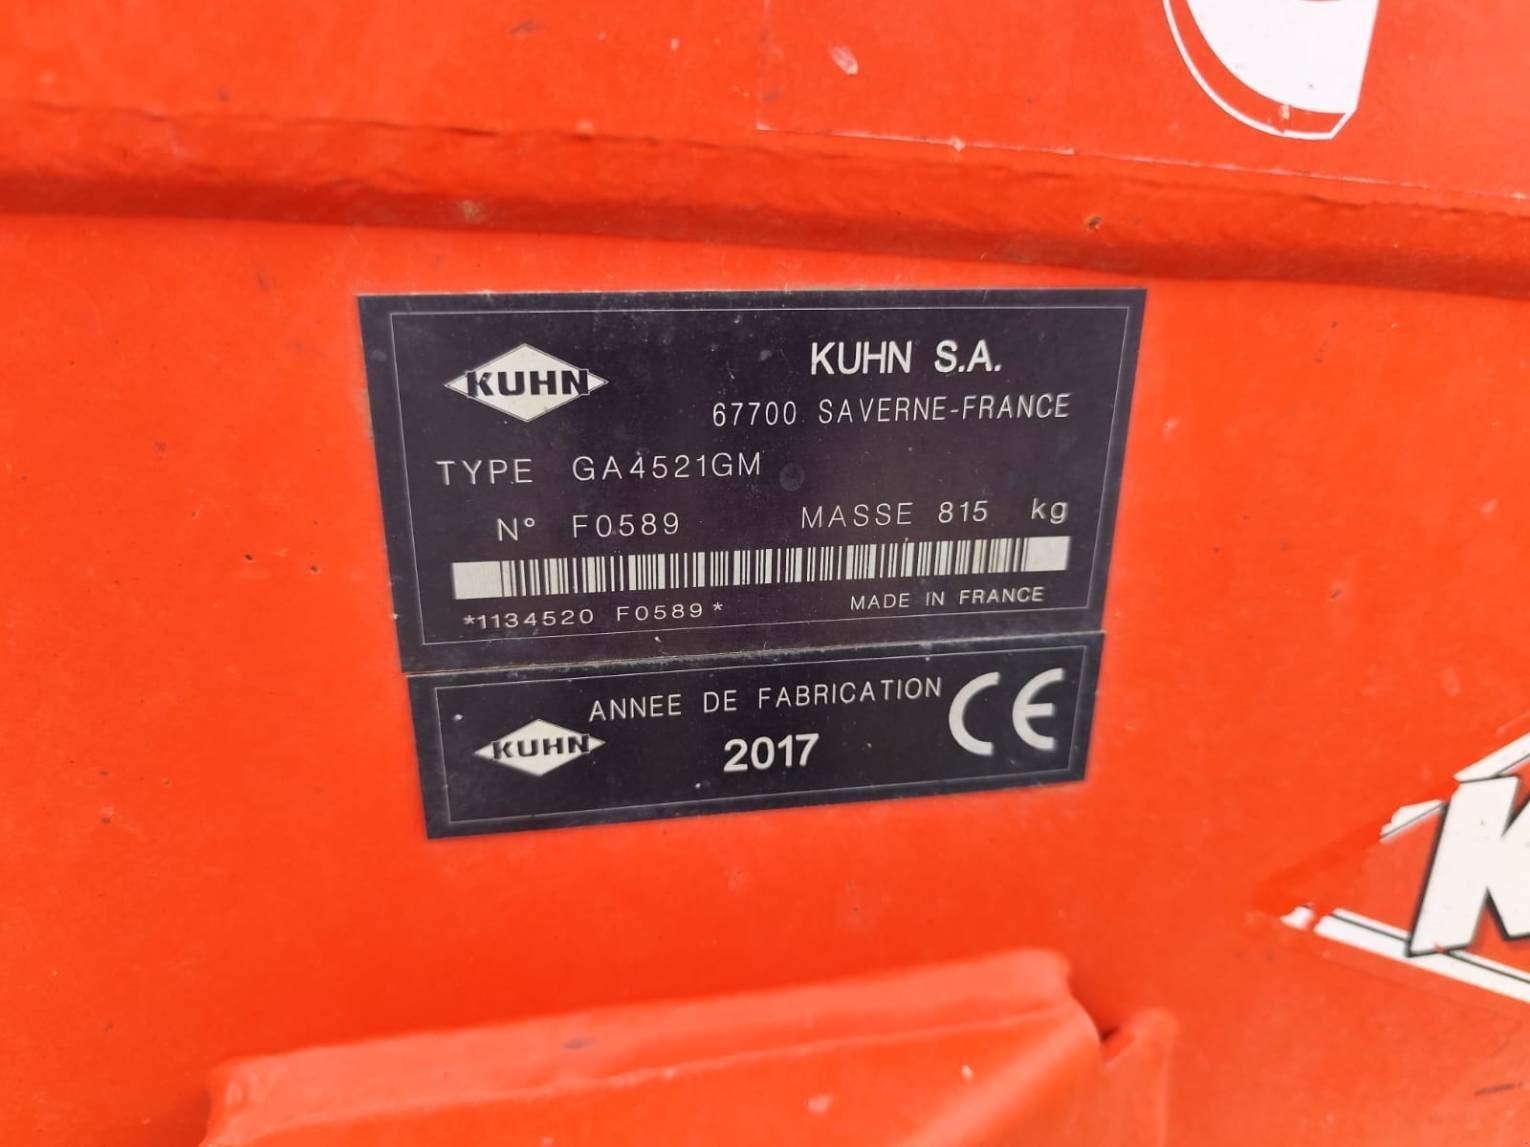 KUHN
KUHN S.A.
67700 SAVERNE-FRANCE
TYPE GA4521GM
N° F0589 MASSE 815 kg
*1134520 F0589*
MADE IN FRANCE
KUHN
ANNEE DE FABRICATION
2017
CE